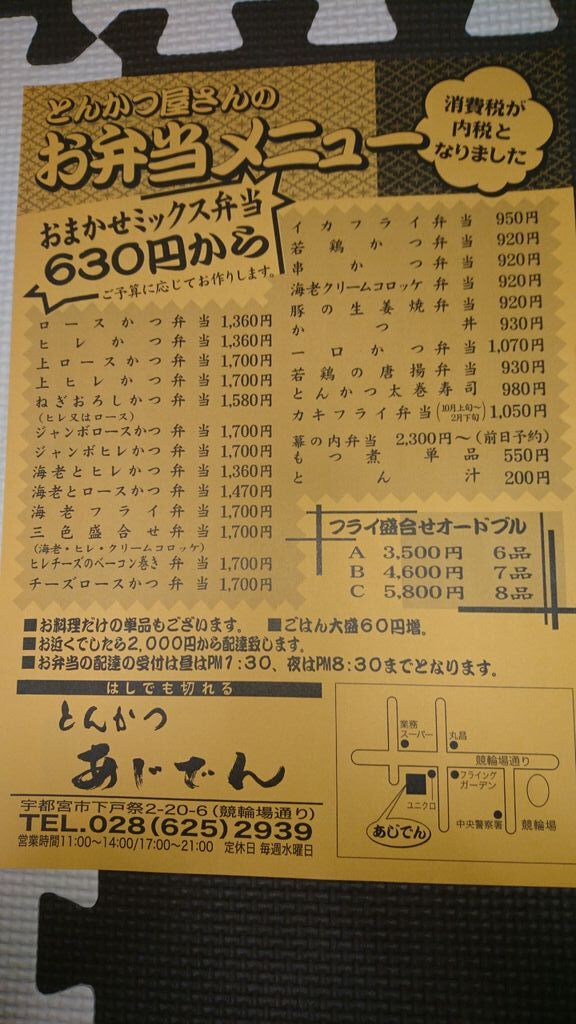 とんかつ屋さんの
お弁当メニュー
消費税が
内税と
なりました
おまかせミックス弁当
630円から
ご予算に応じてお作りします。
ロースかつ弁当 1,360円
ヒレかつ弁当 1,360円
上ロースかつ弁当 1,700円
上ヒレかつ弁当 1,700円
ねぎおろしかつ弁当 1,580円
(ヒレ又はロース)
ジャンボロースかつ弁当 1,700円
ジャンボヒレかつ弁当 1,700円
海老とヒレかつ弁当 1,360円
海老とロースかつ弁当 1,470円
海老フライ弁当 1,700円
三色盛合せ弁当 1,700円
(海老・ヒレ・クリームコロッケ)
ヒレチーズのベーコン巻き弁当 1,700円
チーズロースかつ弁当 1,700円
イカフライ弁当 950円
若鶏かつ弁当 920円
串かつ弁当 920円
海老クリームコロッケ弁当 920円
豚の生姜焼弁当 920円
かつ丼 930円
一口かつ弁当 1,070円
若鶏の唐揚弁当 930円
とんかつ太巻寿司 980円
カキフライ弁当(10月上旬〜2月下旬) 1,050円
幕の内弁当 2,300円〜(前日予約)
もつ煮単品 550円
とん汁 200円
フライ盛合せオードブル
A 3,500円 6品
B 4,600円 7品
C 5,800円 8品
■お料理だけの単品もございます。 ■ごはん大盛60円増。
■お近くでしたら2,000円から配達致します。
■お弁当の配達の受付は昼はPM1:30、夜はPM8:30までとなります。
はしでも切れる
とんかつ
あじでん
宇都宮市下戸祭2-20-6(競輪場通り)
TEL.028(625)2939
営業時間11:00〜14:00/17:00〜21:00 定休日 毎週水曜日
業務
スーパー
丸昌
競輪場通り
フライング
ガーデン
ユニクロ
あじでん
中央警察署
競輪場